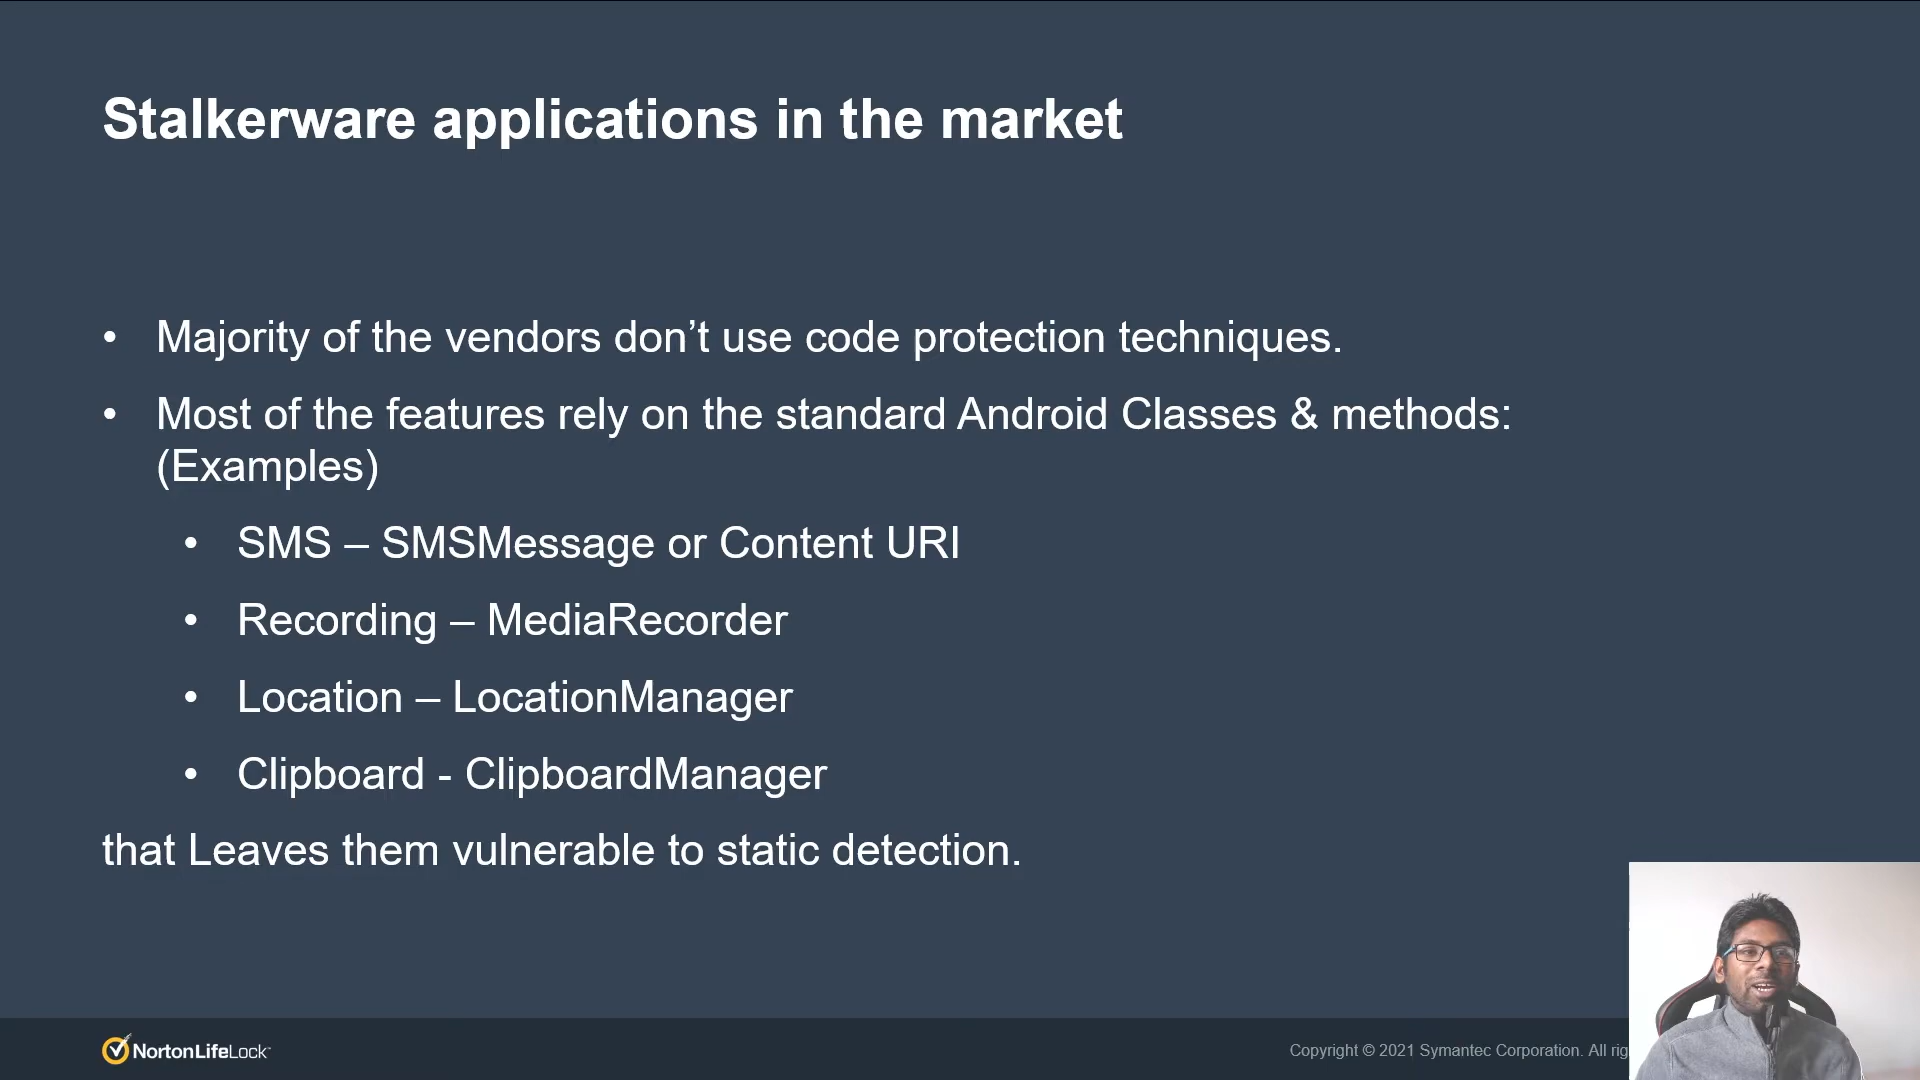 Stalkerware applications in the market
• Majority of the vendors don’t use code protection techniques.
• Most of the features rely on the standard Android Classes & methods:
(Examples)
• SMS – SMSMessage or Content URI
• Recording – MediaRecorder
• Location – LocationManager
• Clipboard - ClipboardManager
that Leaves them vulnerable to static detection.
NortonLifeLock
Copyright © 2021 Symantec Corporation. All rig